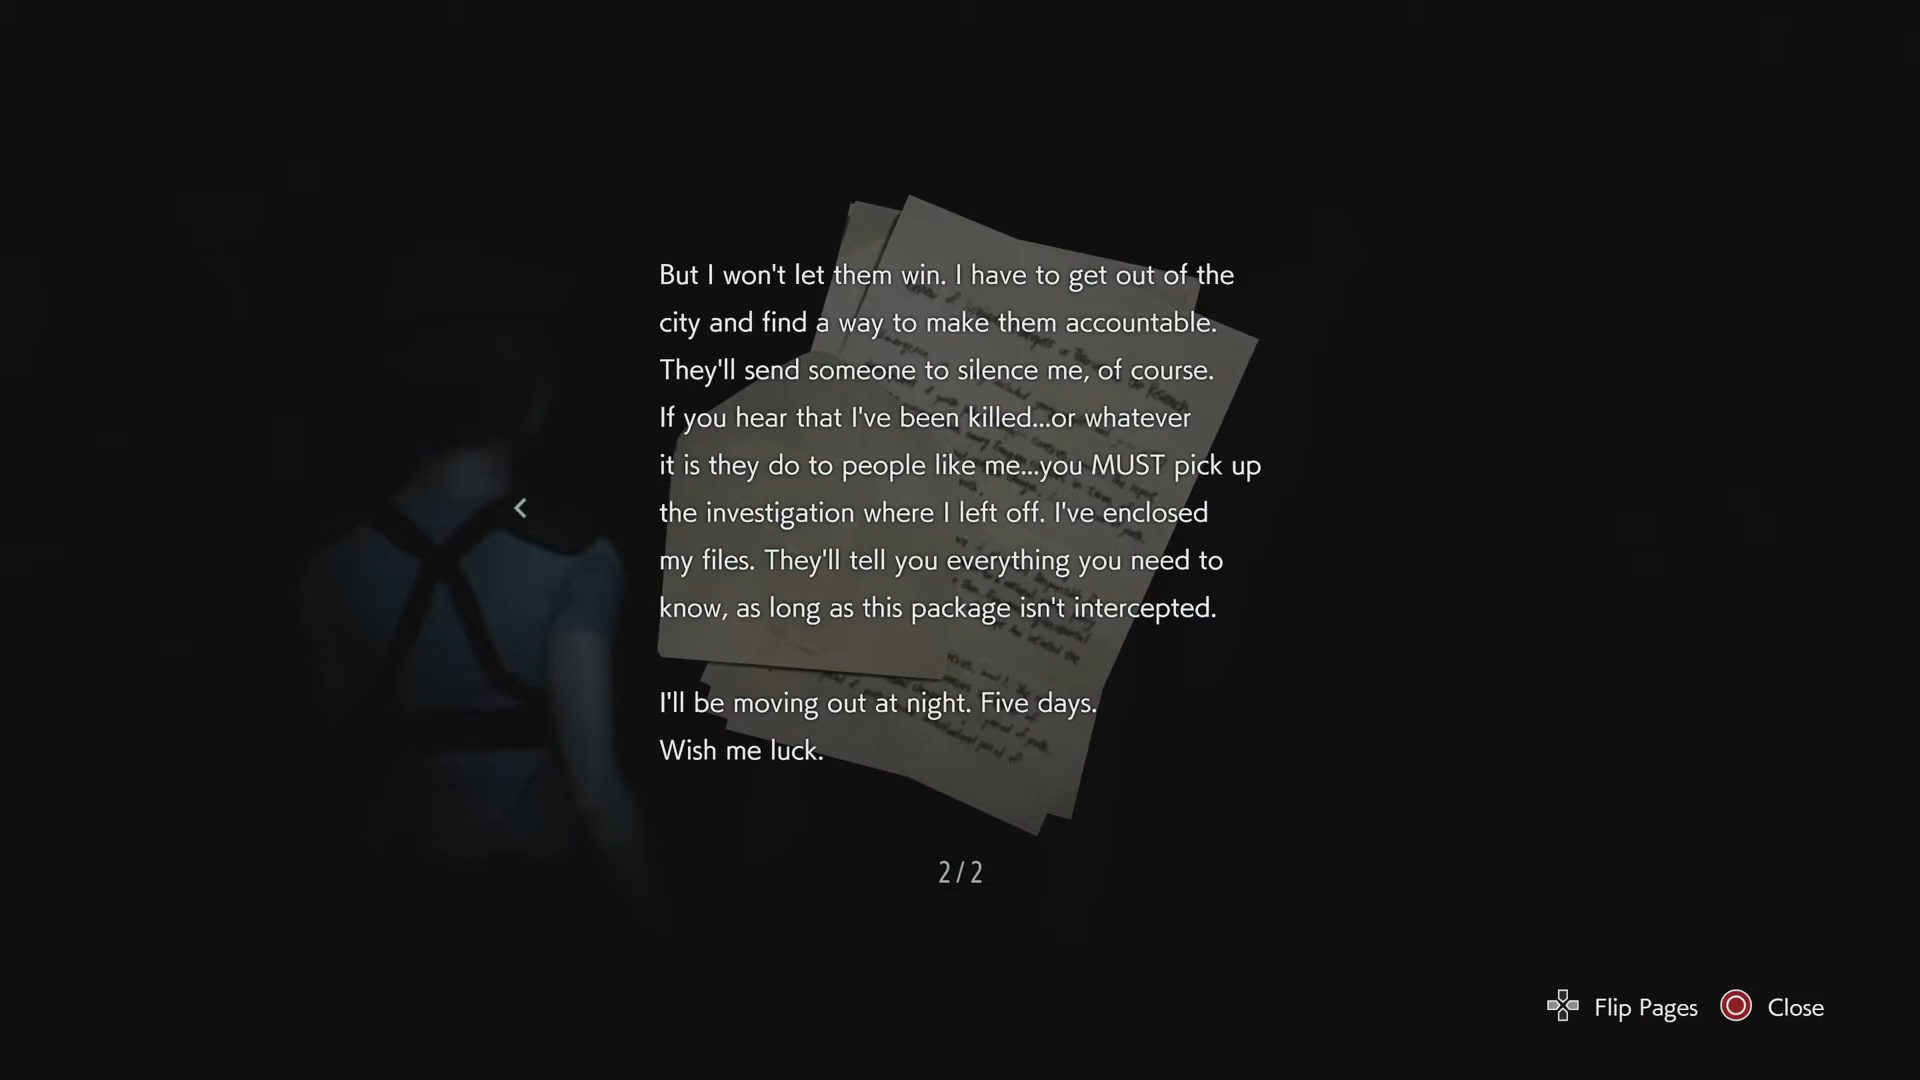 But I won't let them win. I have to get out of the
city and find a way to make them accountable.
They'll send someone to silence me, of course.
If you hear that I've been killed...or whatever
it is they do to people like me...you MUST pick up
the investigation where I left off. I've enclosed
my files. They'll tell you everything you need to
know, as long as this package isn't intercepted.
I'll be moving out at night. Five days.
Wish me luck.
2 / 2
Flip Pages
Close